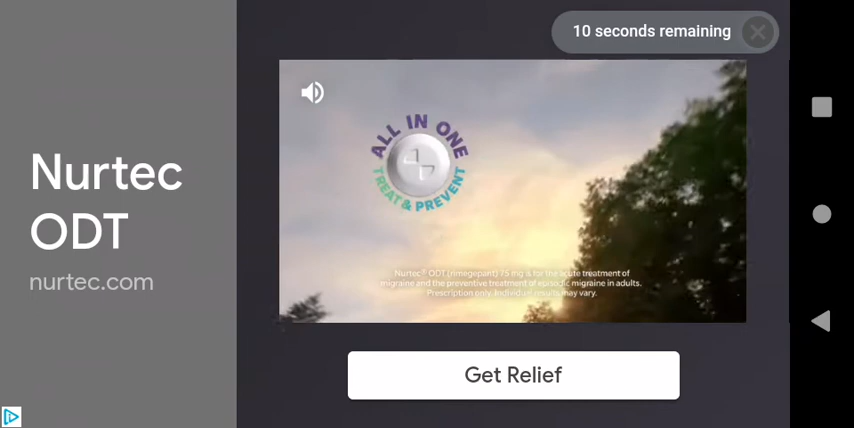 10 seconds remaining
Nurtec
ODT
nurtec.com
ALL IN ONE
TREAT & PREVENT
Nurtec® ODT (rimegepant) 75 mg is for the acute treatment of
migraine and the preventive treatment of episodic migraine in adults.
Prescription only. Individual results may vary.
Get Relief